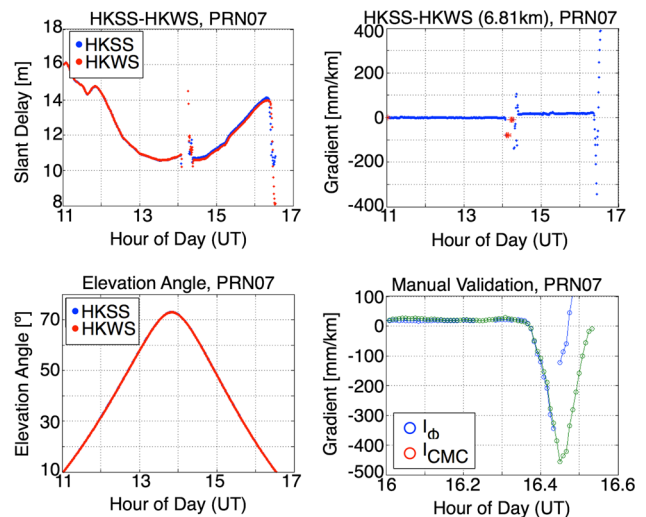 HKSS-HKWS, PRN07
18
16
14
12
10
8
Slant Delay [m]
HKSS
HKWS
11
13
15
17
Hour of Day (UT)
HKSS-HKWS (6.81km), PRN07
400
200
0
-200
-400
Gradient [mm/km]
11
13
15
17
Hour of Day (UT)
Elevation Angle, PRN07
70
50
30
10
Elevation Angle [º]
HKSS
HKWS
11
13
14
16
17
Hour of Day (UT)
Manual Validation, PRN07
100
0
-100
-200
-300
-400
-500
Gradient [mm/km]
IΦ
ICMC
16
16.2
16.4
16.6
Hour of Day (UT)